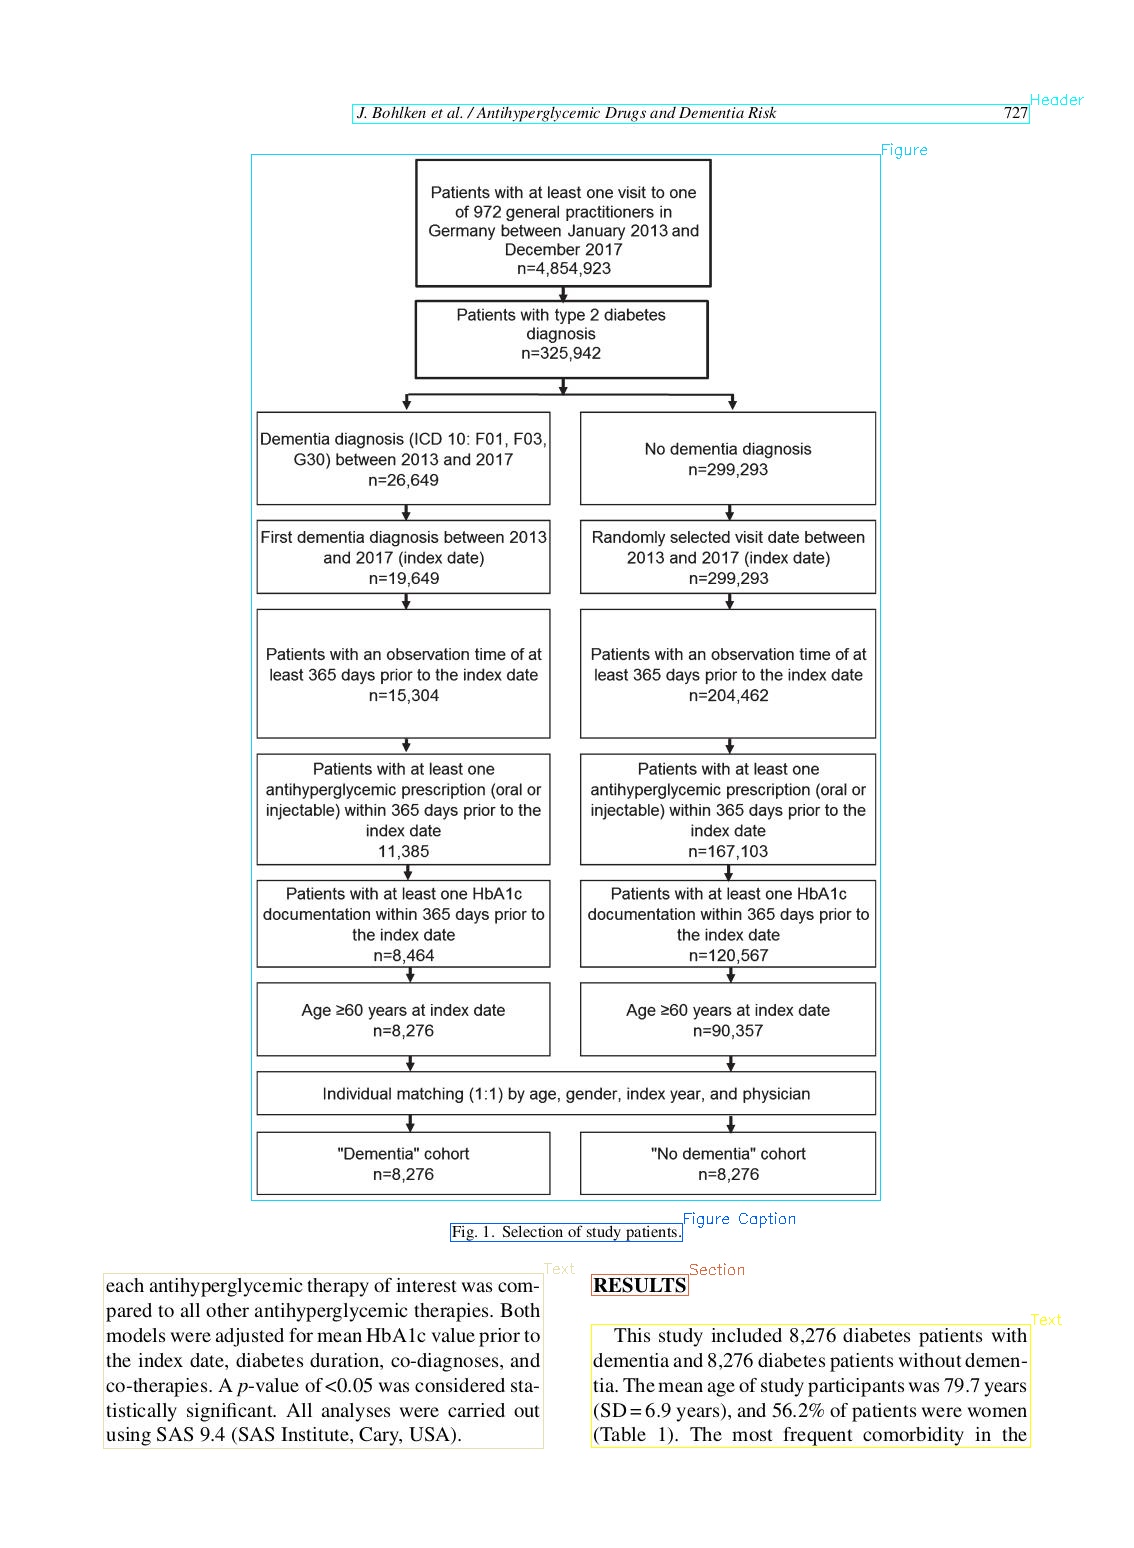 J. Bohlken et al. / Antihyperglycemic Drugs and Dementia Risk 727
Header
Figure
Patients with at least one visit to one
of 972 general practitioners in
Germany between January 2013 and
December 2017
n=4,854,923
Patients with type 2 diabetes
diagnosis
n=325,942
Dementia diagnosis (ICD 10: F01, F03,
G30) between 2013 and 2017
n=26,649
No dementia diagnosis
n=299,293
First dementia diagnosis between 2013
and 2017 (index date)
n=19,649
Randomly selected visit date between
2013 and 2017 (index date)
n=299,293
Patients with an observation time of at
least 365 days prior to the index date
n=15,304
Patients with an observation time of at
least 365 days prior to the index date
n=204,462
Patients with at least one
antihyperglycemic prescription (oral or
injectable) within 365 days prior to the
index date
11,385
Patients with at least one
antihyperglycemic prescription (oral or
injectable) within 365 days prior to the
index date
n=167,103
Patients with at least one HbA1c
documentation within 365 days prior to
the index date
n=8,464
Patients with at least one HbA1c
documentation within 365 days prior to
the index date
n=120,567
Age ≥60 years at index date
n=8,276
Age ≥60 years at index date
n=90,357
Individual matching (1:1) by age, gender, index year, and physician
"Dementia" cohort
n=8,276
"No dementia" cohort
n=8,276
Figure Caption
Fig. 1. Selection of study patients.
Text
each antihyperglycemic therapy of interest was com-
pared to all other antihyperglycemic therapies. Both
models were adjusted for mean HbA1c value prior to
the index date, diabetes duration, co-diagnoses, and
co-therapies. A p-value of <0.05 was considered sta-
tistically significant. All analyses were carried out
using SAS 9.4 (SAS Institute, Cary, USA).
Section
RESULTS
Text
This study included 8,276 diabetes patients with
dementia and 8,276 diabetes patients without demen-
tia. The mean age of study participants was 79.7 years
(SD = 6.9 years), and 56.2% of patients were women
(Table 1). The most frequent comorbidity in the